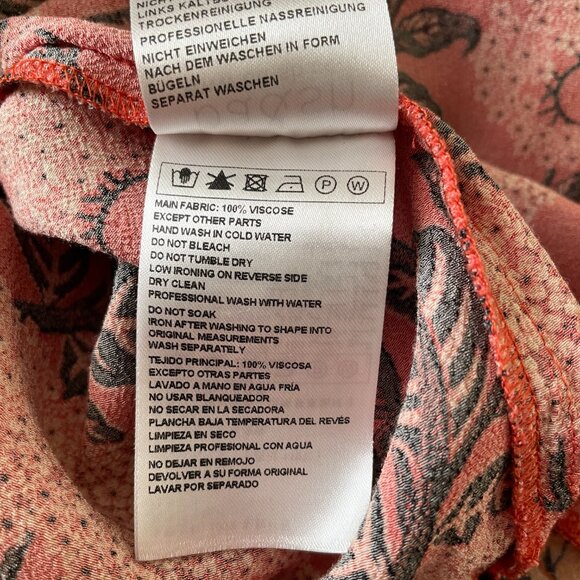 LINKS KALTB
TROCKENREINIGUNG
PROFESSIONELLE NASSREINIGUNG
NICHT EINWEICHEN
NACH DEM WASCHEN IN FORM
BÜGELN
SEPARAT WASCHEN
P W
MAIN FABRIC: 100% VISCOSE
EXCEPT OTHER PARTS
HAND WASH IN COLD WATER
DO NOT BLEACH
DO NOT TUMBLE DRY
LOW IRONING ON REVERSE SIDE
DRY CLEAN
PROFESSIONAL WASH WITH WATER
DO NOT SOAK
IRON AFTER WASHING TO SHAPE INTO
ORIGINAL MEASUREMENTS
WASH SEPARATELY
TEJIDO PRINCIPAL: 100% VISCOSA
EXCEPTO OTRAS PARTES
LAVADO A MANO EN AGUA FRÍA
NO USAR BLANQUEADOR
NO SECAR EN LA SECADORA
PLANCHA BAJA TEMPERATURA DEL REVÉS
LIMPIEZA EN SECO
LIMPIEZA PROFESIONAL CON AGUA
NO DEJAR EN REMOJO
DEVOLVER A SU FORMA ORIGINAL
LAVAR POR SEPARADO